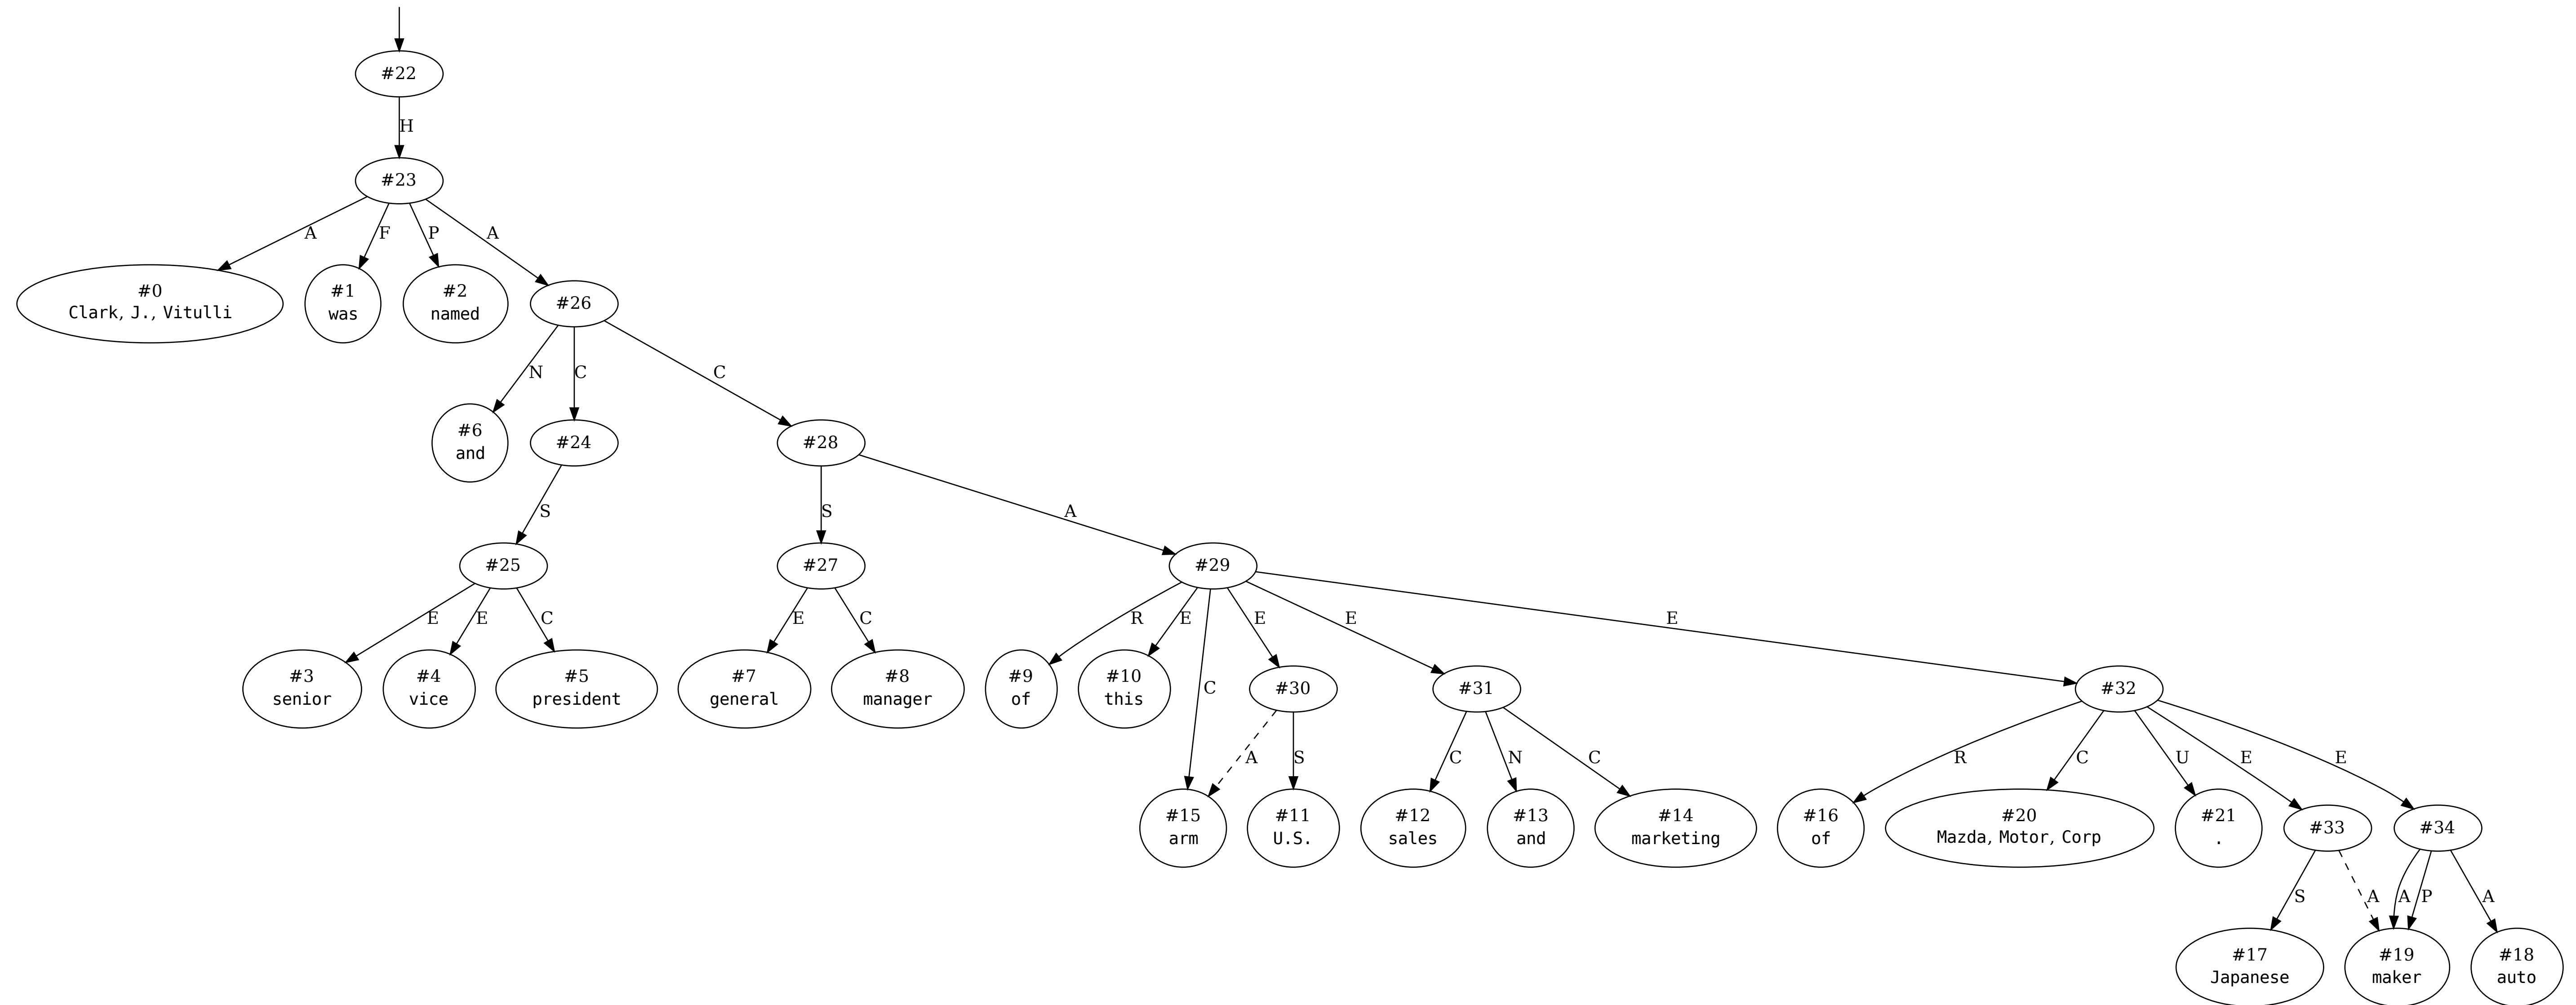 #22
H
#23
A
F
P
A
#0
Clark, J., Vitulli
#1
was
#2
named
#26
N
C
C
#6
and
#24
#28
S
S
A
#25
#27
#29
E
E
C
E
C
R
E
C
E
E
E
#3
senior
#4
vice
#5
president
#7
general
#8
manager
#9
of
#10
this
#30
#31
#32
A
S
C
N
C
R
C
U
E
E
#15
arm
#11
U.S.
#12
sales
#13
and
#14
marketing
#16
of
#20
Mazda, Motor, Corp
#21
.
#33
#34
S
A
A
P
A
#17
Japanese
#19
maker
#18
auto